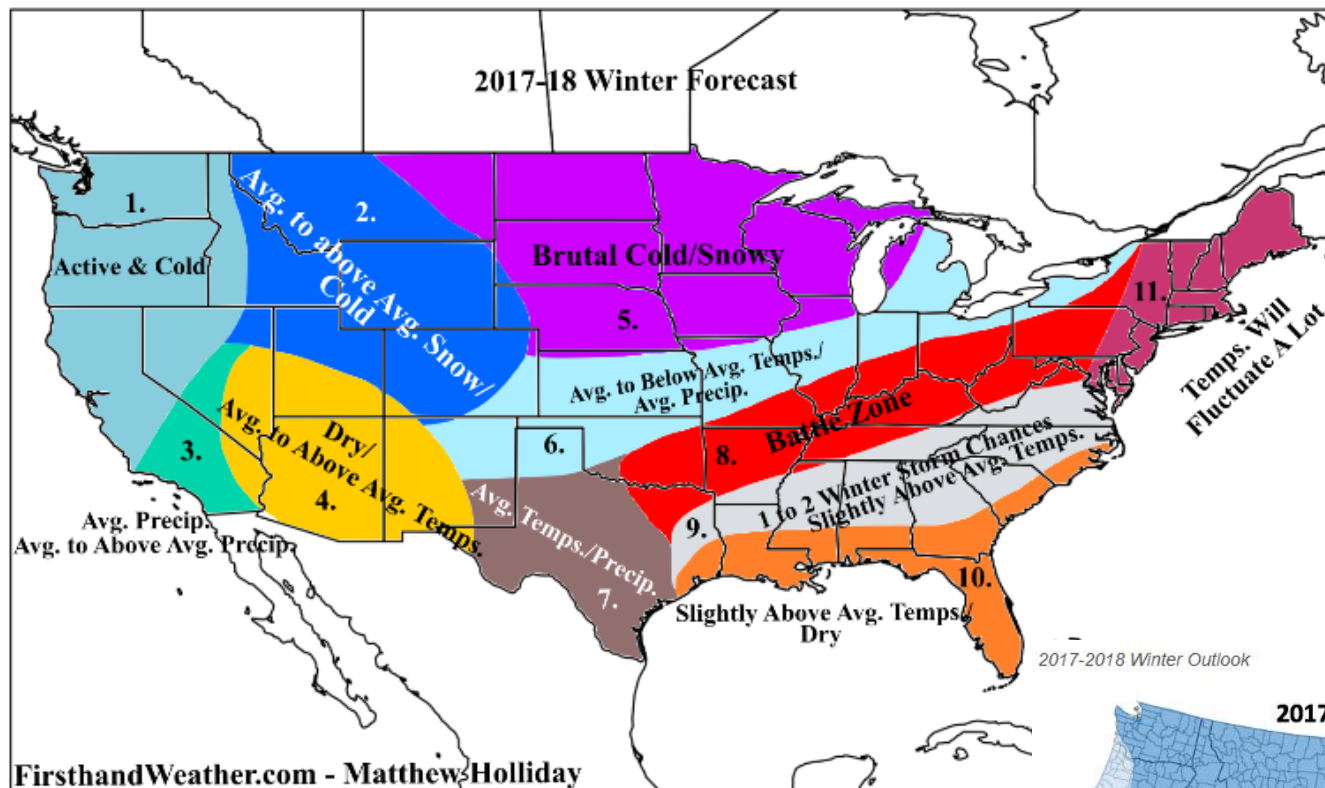 2017-18 Winter Forecast
1.
Active & Cold
2.
Avg. to above Avg. Snow/
Cold
Brutal Cold/Snowy
5.
11.
Temps. Will
Fluctuate A Lot
3.
Avg. Precip.
Avg. to Above Avg. Precip.
Dry/
Avg. to Above Avg. Temps.
4.
Avg. to Below Avg. Temps./
Avg. Precip.
6.
Avg. Temps./Precip.
7.
Battle Zone
8.
1 to 2 Winter Storm Chances
Slightly Above Avg. Temps.
9.
10.
Slightly Above Avg. Temps./
Dry
2017-2018 Winter Outlook
2017
FirsthandWeather.com - Matthew Holliday